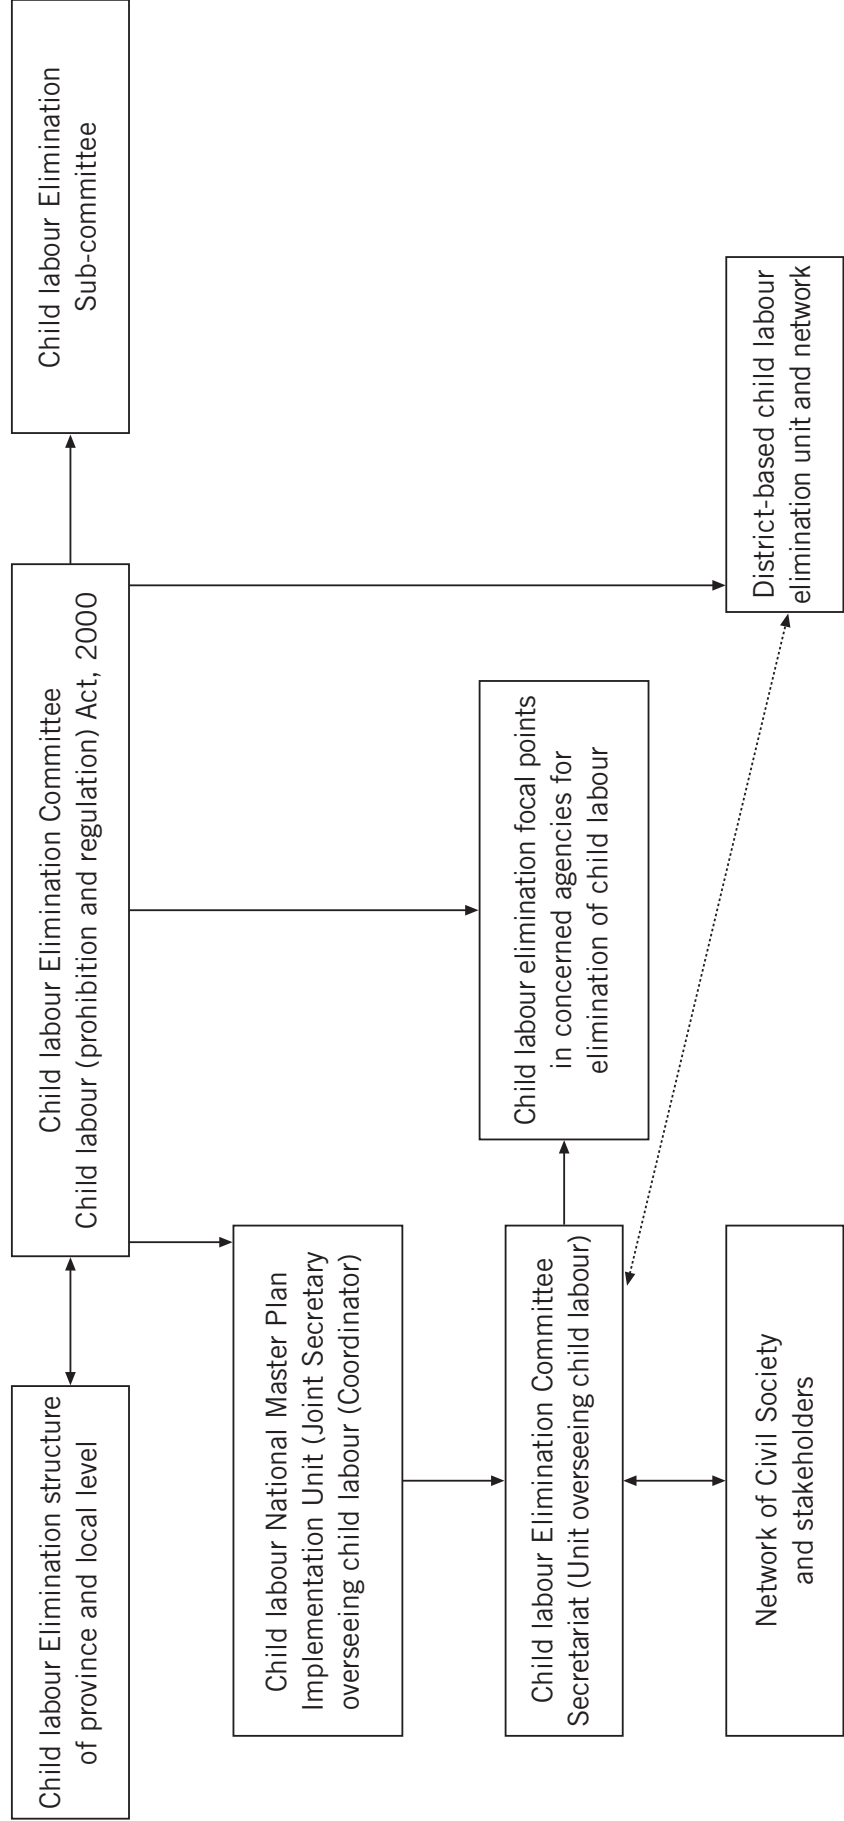 Child labour Elimination structure
of province and local level
Child labour Elimination Committee
Child labour (prohibition and regulation) Act, 2000
Child labour Elimination
Sub-committee
Child labour National Master Plan
Implementation Unit (Joint Secretary
overseeing child labour (Coordinator)
Child labour Elimination Committee
Secretariat (Unit overseeing child labour)
Child labour elimination focal points
in concerned agencies for
elimination of child labour
Network of Civil Society
and stakeholders
District-based child labour
elimination unit and network